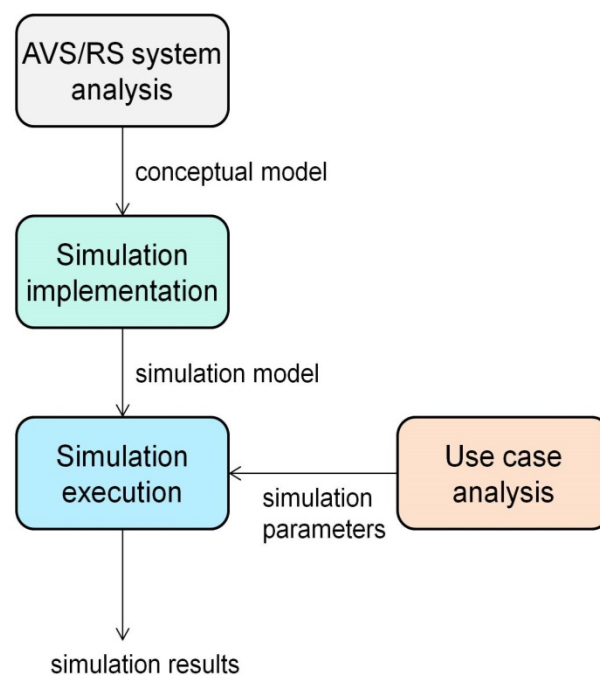 AVS/RS system
analysis
conceptual model
Simulation
implementation
simulation model
Simulation
execution
simulation
parameters
Use case
analysis
simulation results